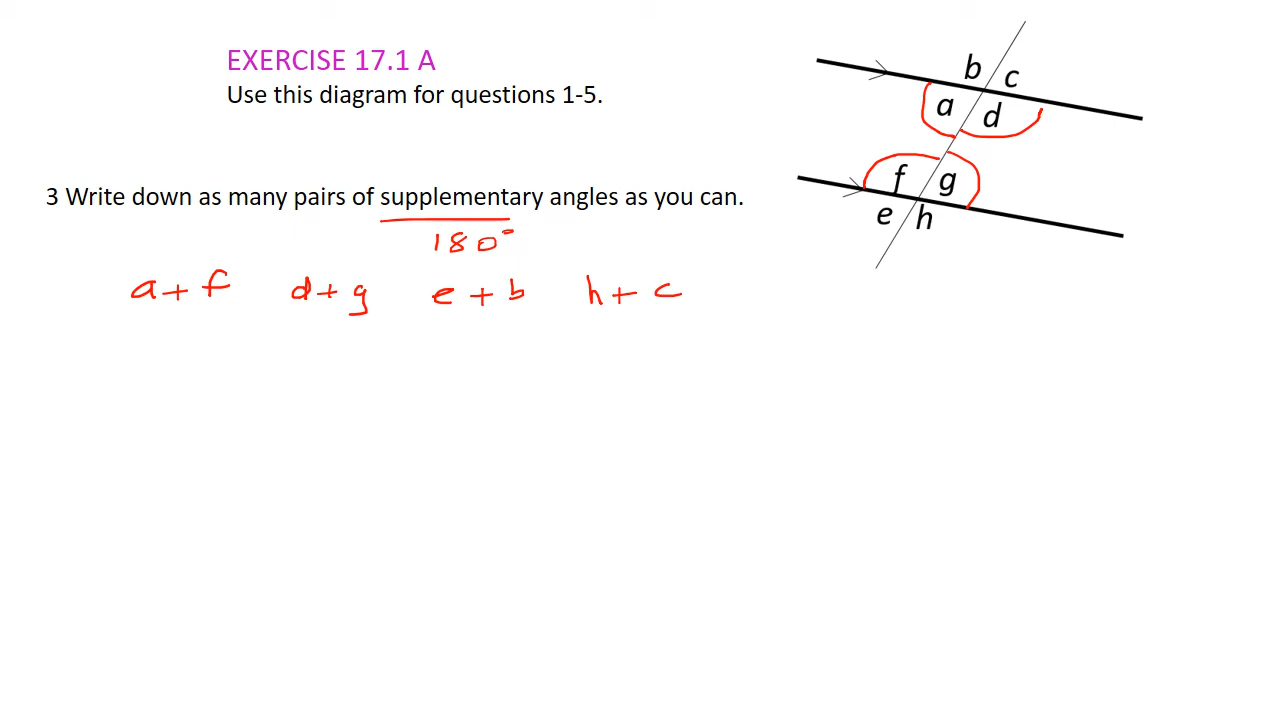 EXERCISE 17.1 A
Use this diagram for questions 1-5.
b c
a d
3 Write down as many pairs of supplementary angles as you can.
180°
f g
e h
a+f d+g e+b h+c